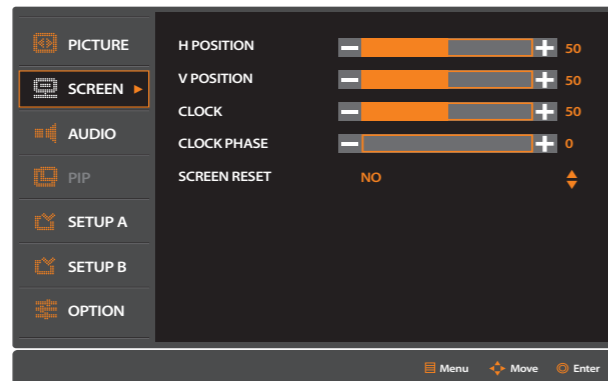 PICTURE
SCREEN
AUDIO
PIP
SETUP A
SETUP B
OPTION
H POSITION 50
V POSITION 50
CLOCK 50
CLOCK PHASE 0
SCREEN RESET NO
Menu Move Enter